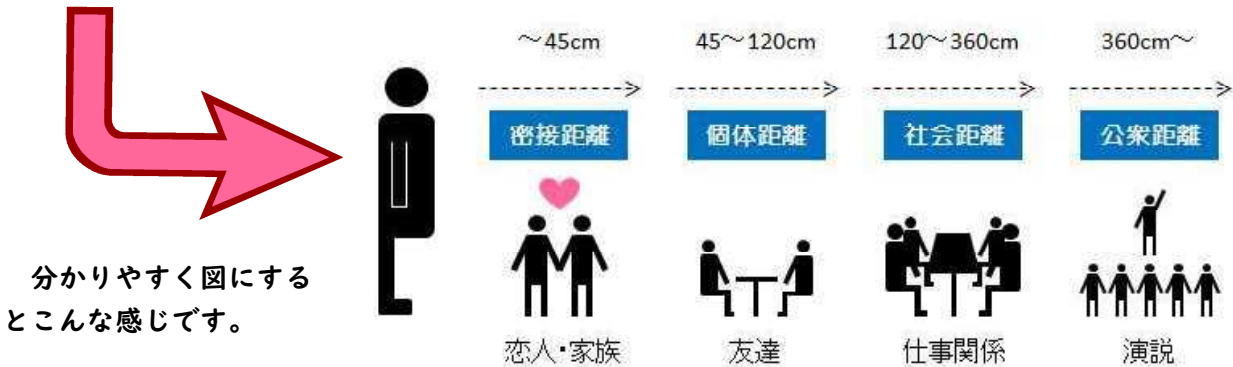 ～45cm
45～120cm
120～360cm
360cm～
密接距離
個体距離
社会距離
公衆距離
分かりやすく図にする
とこんな感じです。
恋人・家族
友達
仕事関係
演説